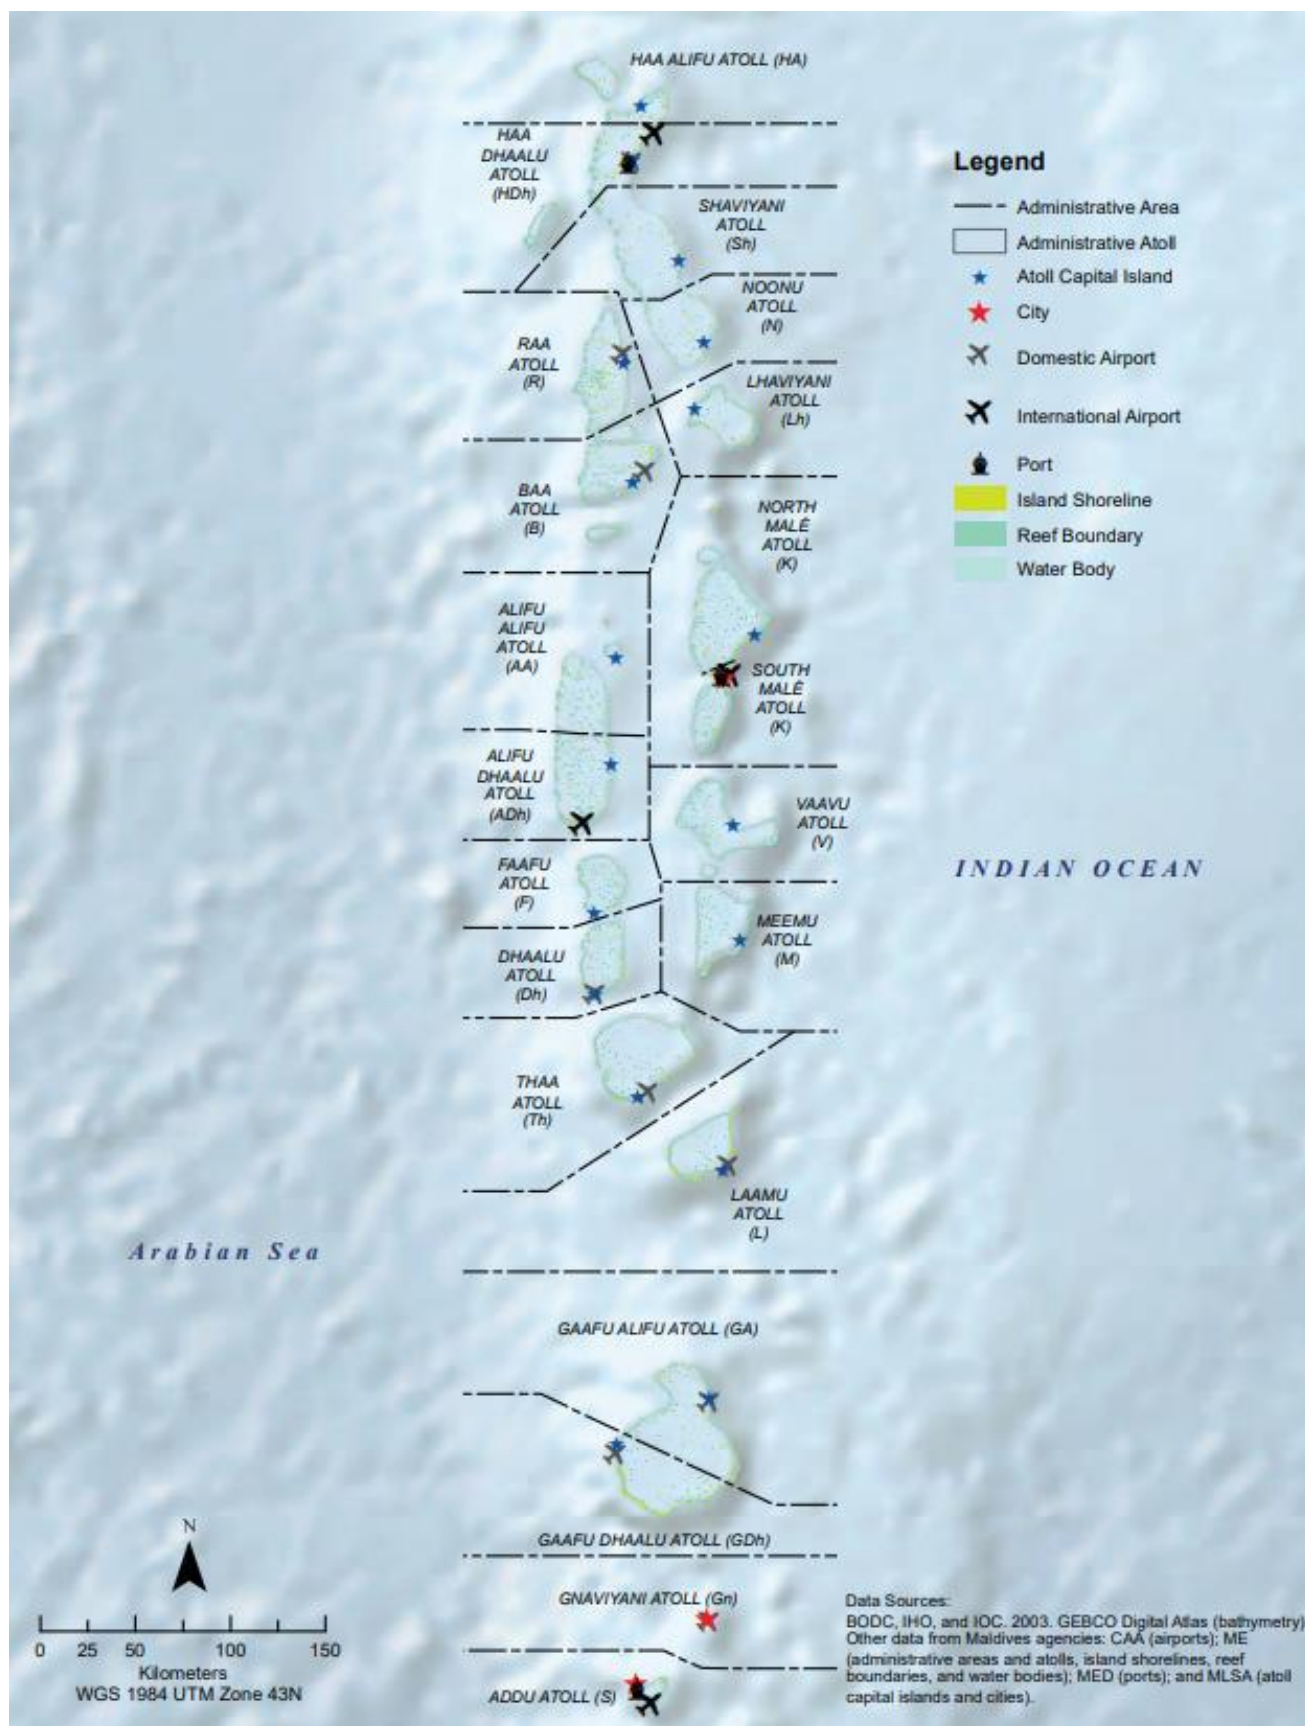 HAA ALIFU ATOLL (HA)
HAA
DHAALU
ATOLL
(HDh)
SHAVIYANI
ATOLL
(Sh)
NOONU
ATOLL
(N)
RAA
ATOLL
(R)
LHAVIYANI
ATOLL
(Lh)
BAA
ATOLL
(B)
NORTH
MALÉ
ATOLL
(K)
ALIFU
ALIFU
ATOLL
(AA)
SOUTH
MALÉ
ATOLL
(K)
ALIFU
DHAALU
ATOLL
(ADh)
VAAVU
ATOLL
(V)
FAAFU
ATOLL
(F)
MEEMU
ATOLL
(M)
DHAALU
ATOLL
(Dh)
THAA
ATOLL
(Th)
LAAMU
ATOLL
(L)
GAAFU ALIFU ATOLL (GA)
GAAFU DHAALU ATOLL (GDh)
GNAVIYANI ATOLL (Gn)
ADDU ATOLL (S)
Legend
Administrative Area
Administrative Atoll
Atoll Capital Island
City
Domestic Airport
International Airport
Port
Island Shoreline
Reef Boundary
Water Body
INDIAN OCEAN
Arabian Sea
N
0 25 50 100 150
Kilometers
WGS 1984 UTM Zone 43N
Data Sources:
BODC, IHO, and IOC. 2003. GEBCO Digital Atlas (bathymetry)
Other data from Maldives agencies: CAA (airports); ME
(administrative areas and atolls, island shorelines, reef
boundaries, and water bodies); MED (ports); and MLSA (atoll
capital islands and cities).